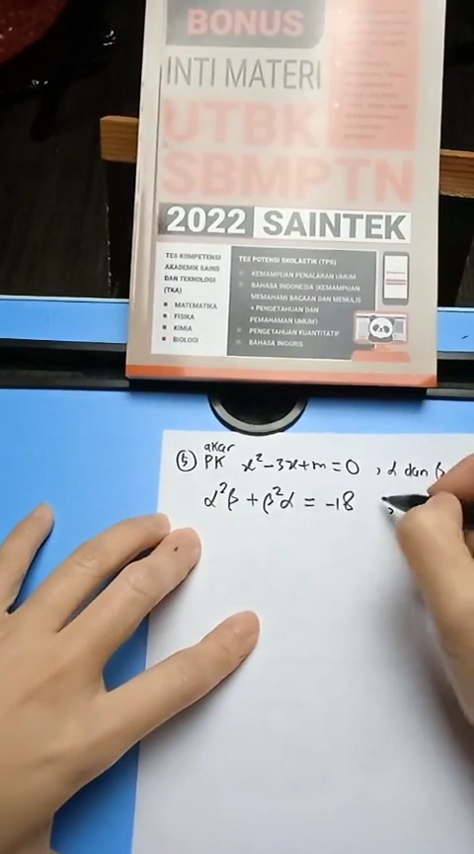 BONUS
INTI MATERI
UTBK
SBMPTN
2022 SAINTEK
TES KOMPETENSI
AKADEMIK SAINS
DAN TEKNOLOGI
(TKA)
MATEMATIKA
FISIKA
KIMIA
BIOLOGI
TES POTENSI SKOLASTIK (TPS)
KEMAMPUAN PENALARAN UMUM
BAHASA INDONESIA (KEMAMPUAN
MEMAHAMI BACAAN DAN MENULIS
+ PENGETAHUAN DAN
PEMAHAMAN UMUM)
PENGETAHUAN KUANTITATIF
BAHASA INGGRIS
akar
⑤ PK x²-3x+m=0 , α dan β
α²β + β²α = -18